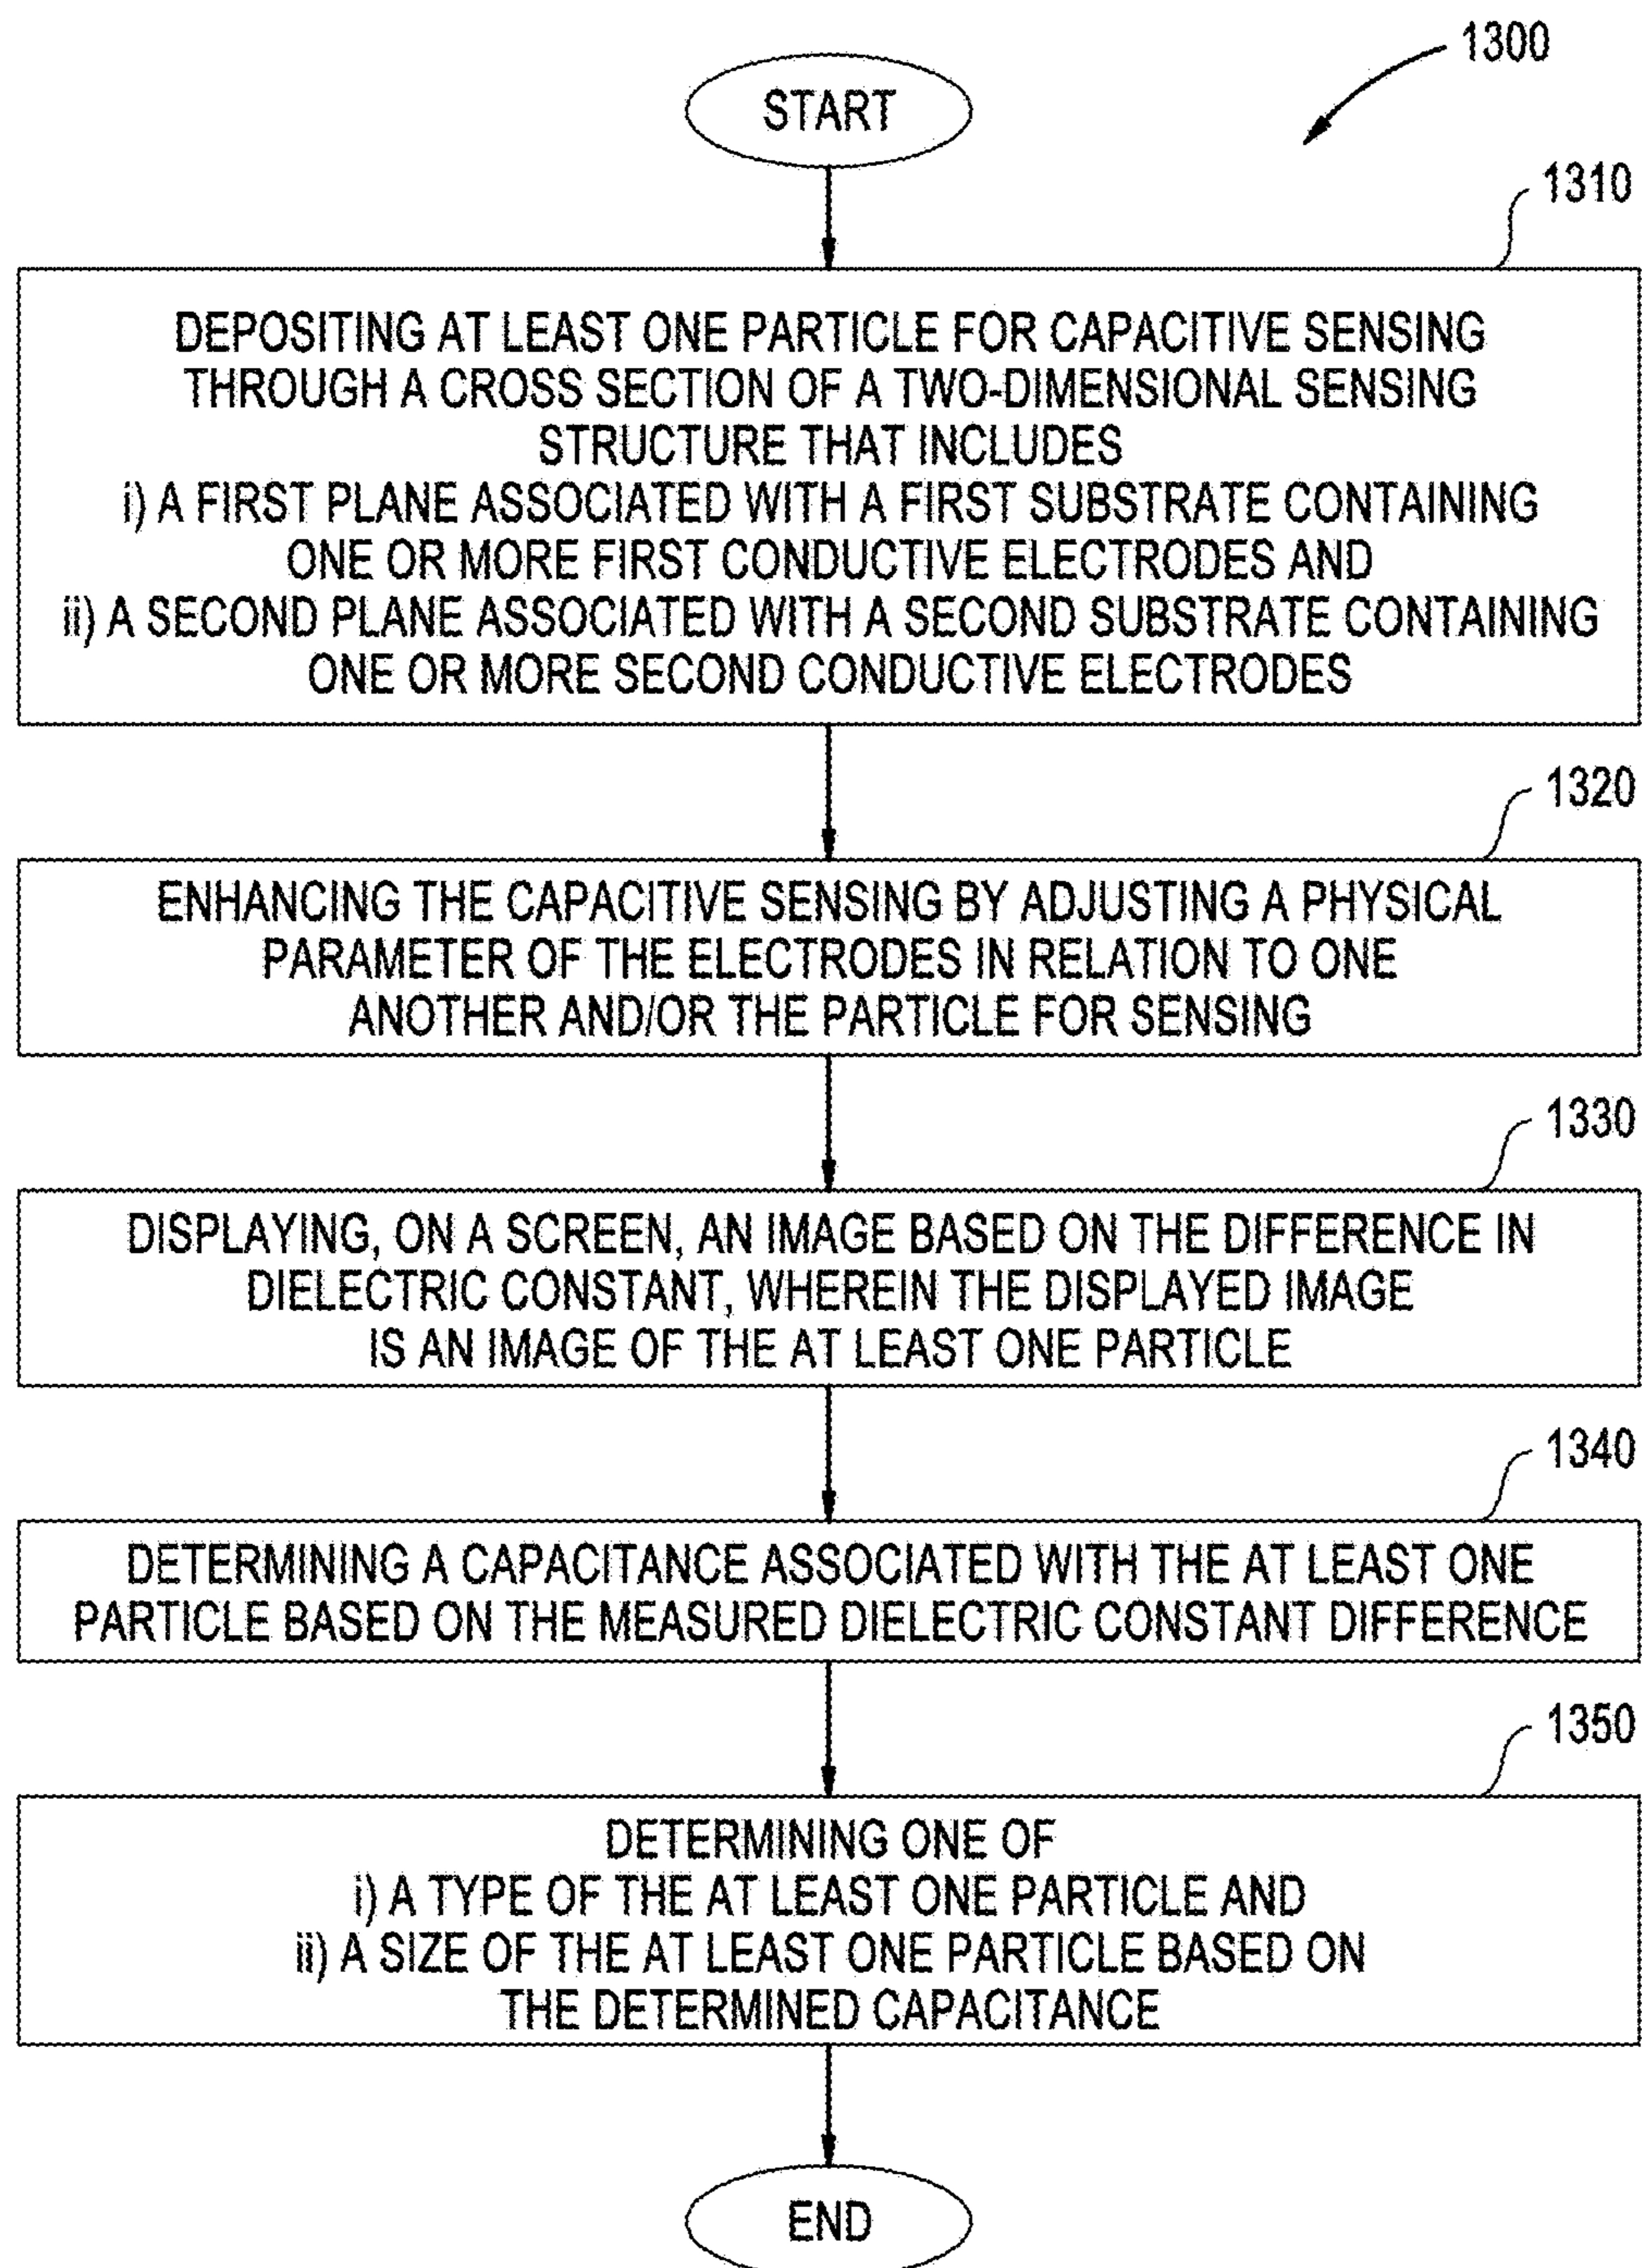 1300
START
1310
DEPOSITING AT LEAST ONE PARTICLE FOR CAPACITIVE SENSING
THROUGH A CROSS SECTION OF A TWO-DIMENSIONAL SENSING
STRUCTURE THAT INCLUDES
i) A FIRST PLANE ASSOCIATED WITH A FIRST SUBSTRATE CONTAINING
ONE OR MORE FIRST CONDUCTIVE ELECTRODES AND
ii) A SECOND PLANE ASSOCIATED WITH A SECOND SUBSTRATE CONTAINING
ONE OR MORE SECOND CONDUCTIVE ELECTRODES
1320
ENHANCING THE CAPACITIVE SENSING BY ADJUSTING A PHYSICAL
PARAMETER OF THE ELECTRODES IN RELATION TO ONE
ANOTHER AND/OR THE PARTICLE FOR SENSING
1330
DISPLAYING, ON A SCREEN, AN IMAGE BASED ON THE DIFFERENCE IN
DIELECTRIC CONSTANT, WHEREIN THE DISPLAYED IMAGE
IS AN IMAGE OF THE AT LEAST ONE PARTICLE
1340
DETERMINING A CAPACITANCE ASSOCIATED WITH THE AT LEAST ONE
PARTICLE BASED ON THE MEASURED DIELECTRIC CONSTANT DIFFERENCE
1350
DETERMINING ONE OF
i) A TYPE OF THE AT LEAST ONE PARTICLE AND
ii) A SIZE OF THE AT LEAST ONE PARTICLE BASED ON
THE DETERMINED CAPACITANCE
END